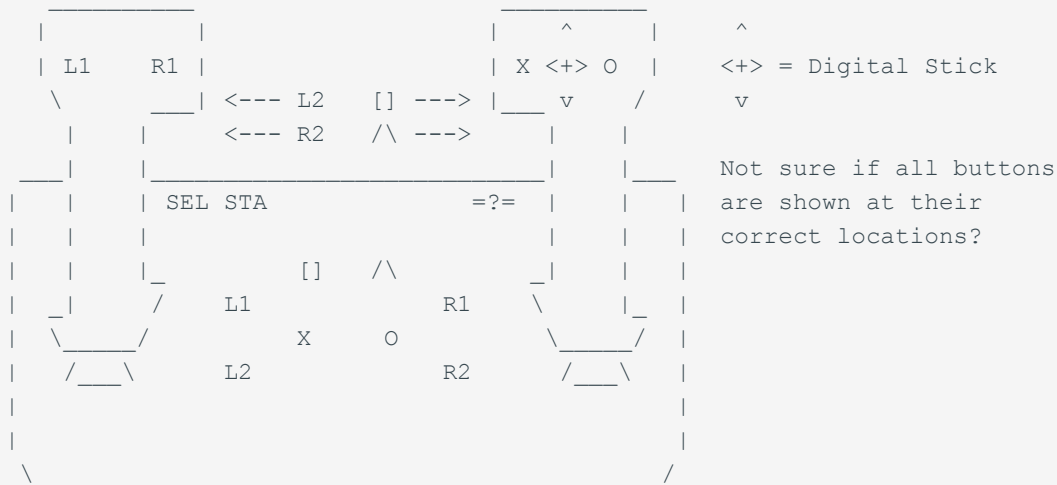 ^ ^
L1 R1 X <+> O <+> = Digital Stick
<--- L2 [] ---> v v
<--- R2 /\ --->
Not sure if all buttons
SEL STA =?= are shown at their
correct locations?
[] /\
L1 R1
X O
L2 R2